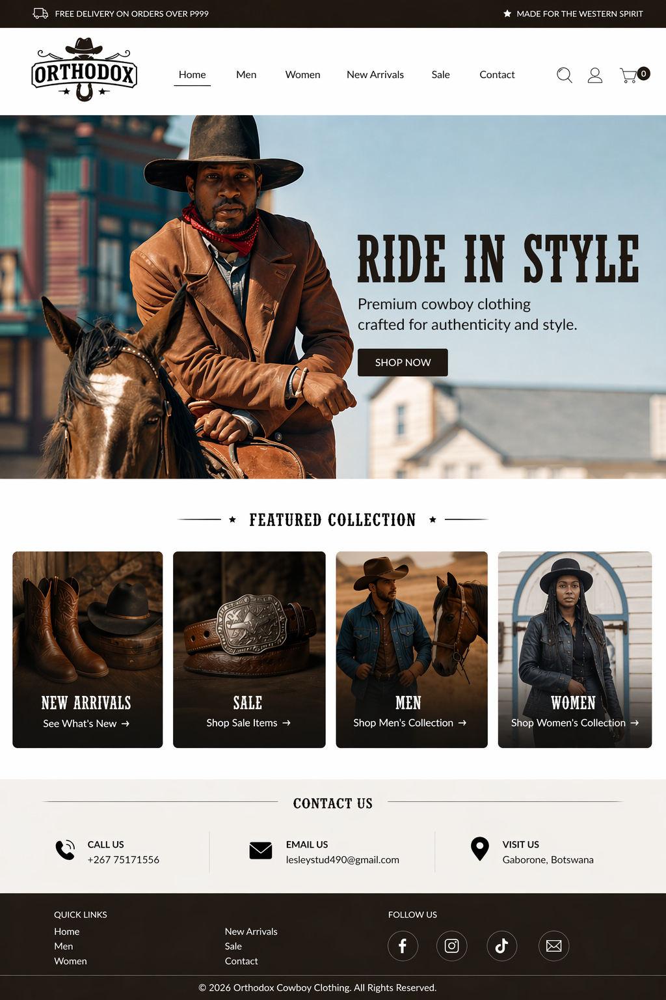 FREE DELIVERY ON ORDERS OVER P999
MADE FOR THE WESTERN SPIRIT
ORTHODOX
Home
Men
Women
New Arrivals
Sale
Contact
0
RIDE IN STYLE
Premium cowboy clothing
crafted for authenticity and style.
SHOP NOW
FEATURED COLLECTION
NEW ARRIVALS
See What's New →
SALE
Shop Sale Items →
MEN
Shop Men's Collection →
WOMEN
Shop Women's Collection →
CONTACT US
CALL US
+267 75171556
EMAIL US
lesleystud490@gmail.com
VISIT US
Gaborone, Botswana
QUICK LINKS
Home
Men
Women
New Arrivals
Sale
Contact
FOLLOW US
© 2026 Orthodox Cowboy Clothing. All Rights Reserved.